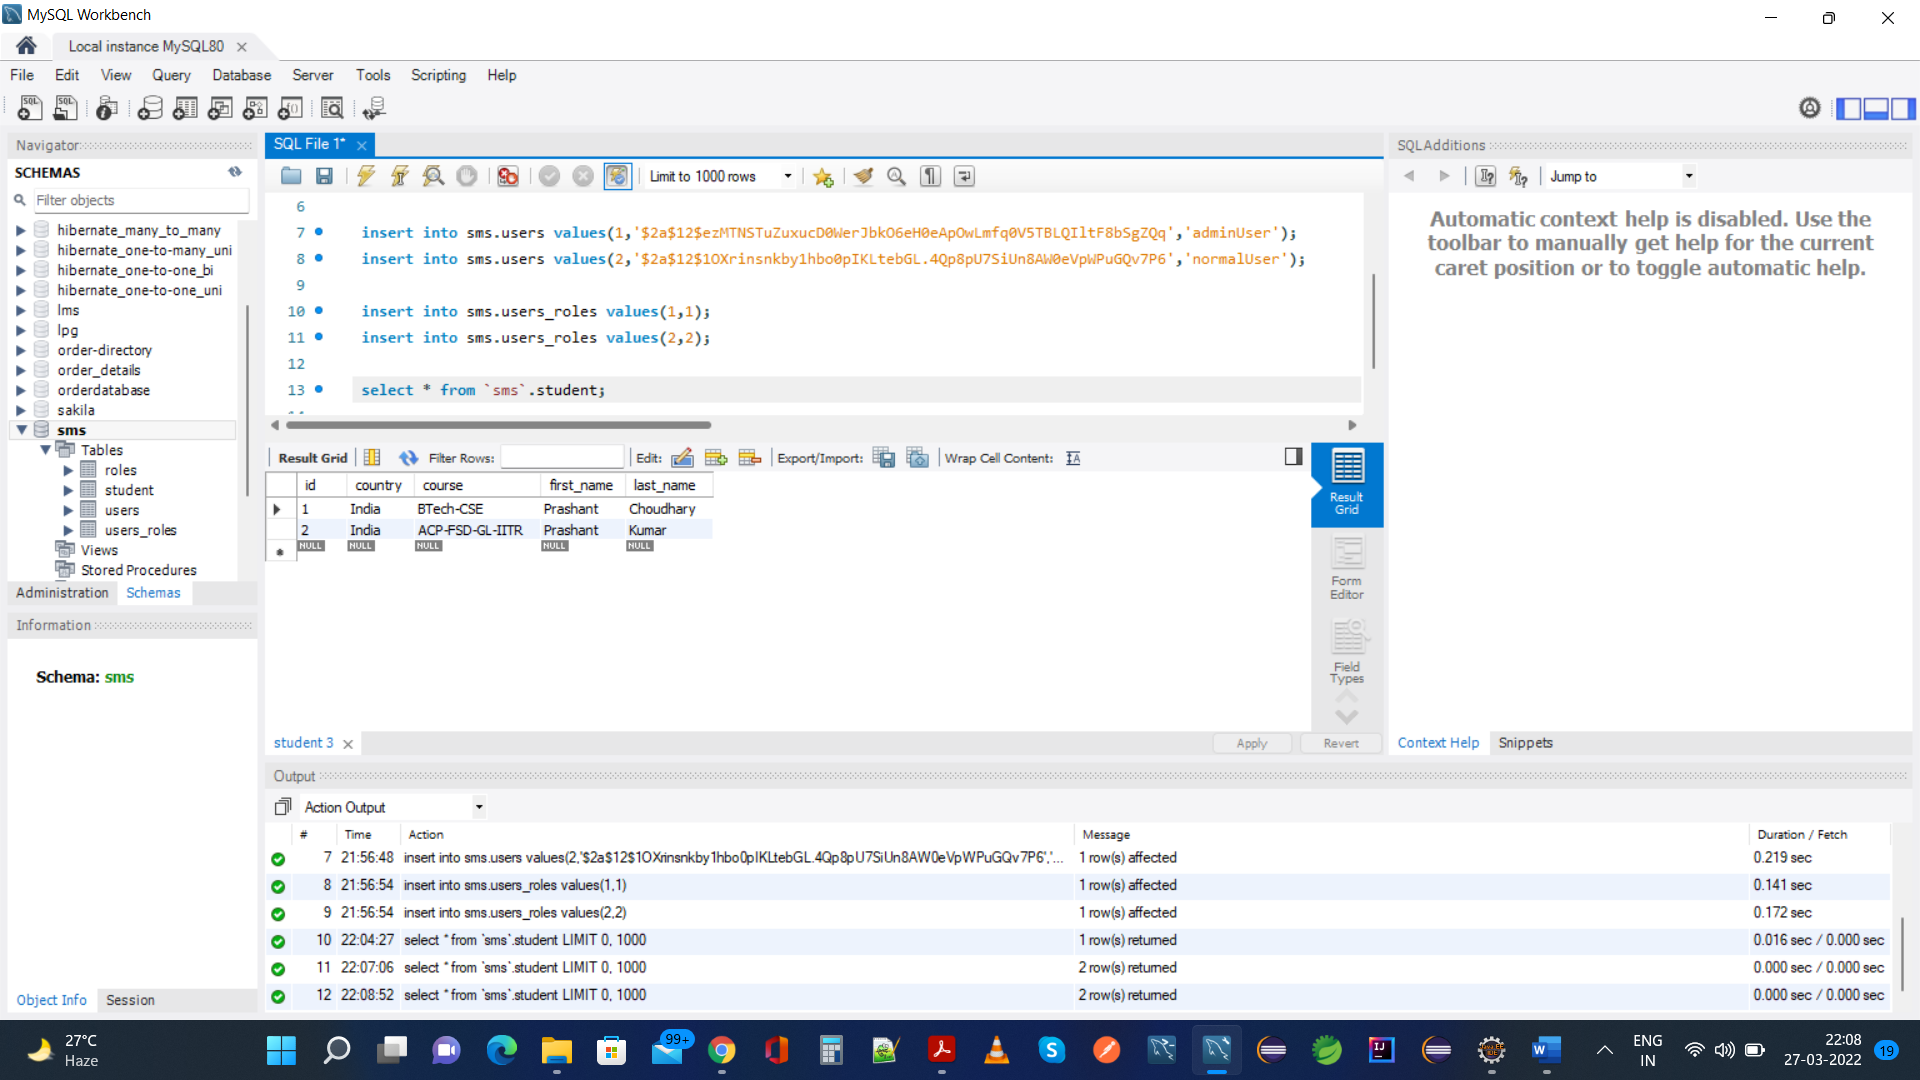 MySQL Workbench
Local instance MySQL80
File Edit View Query Database Server Tools Scripting Help
Navigator
SCHEMAS
Filter objects
hibernate_many_to_many
hibernate_one-to-many_uni
hibernate_one-to-one_bi
hibernate_one-to-one_uni
lms
lpg
order-directory
order_details
orderdatabase
sakila
sms
Tables
roles
student
users
users_roles
Views
Stored Procedures
Administration Schemas
Information
Schema: sms
Object Info Session
SQL File 1*
Limit to 1000 rows
6
7 insert into sms.users values(1,'$2a$12$ezMTNSTuZuxucD0WerJbkO6eH0eApOwLmfq0V5TBLQIltF8bSgZQq','adminUser');
8 insert into sms.users values(2,'$2a$12$1OXrinsnkby1hbo0pIKLtebGL.4Qp8pU7SiUn8AW0eVpWPuGQv7P6','normalUser');
9
10 insert into sms.users_roles values(1,1);
11 insert into sms.users_roles values(2,2);
12
13 select * from `sms`.student;
Result Grid Filter Rows: Edit: Export/Import: Wrap Cell Content:
id country course first_name last_name
1 India BTech-CSE Prashant Choudhary
2 India ACP-FSD-GL-IITR Prashant Kumar
NULL NULL NULL NULL NULL
Result
Grid
Form
Editor
Field
Types
student 3
Apply Revert
SQLAdditions
Jump to
Automatic context help is disabled. Use the
toolbar to manually get help for the current
caret position or to toggle automatic help.
Context Help Snippets
Output
Action Output
# Time Action Message Duration / Fetch
7 21:56:48 insert into sms.users values(2,'$2a$12$1OXrinsnkby1hbo0pIKLtebGL.4Qp8pU7SiUn8AW0eVpWPuGQv7P6','... 1 row(s) affected 0.219 sec
8 21:56:54 insert into sms.users_roles values(1,1) 1 row(s) affected 0.141 sec
9 21:56:54 insert into sms.users_roles values(2,2) 1 row(s) affected 0.172 sec
10 22:04:27 select * from `sms`.student LIMIT 0, 1000 1 row(s) returned 0.016 sec / 0.000 sec
11 22:07:06 select * from `sms`.student LIMIT 0, 1000 2 row(s) returned 0.000 sec / 0.000 sec
12 22:08:52 select * from `sms`.student LIMIT 0, 1000 2 row(s) returned 0.000 sec / 0.000 sec
27°C
Haze
99+
ENG
IN
22:08
27-03-2022
19